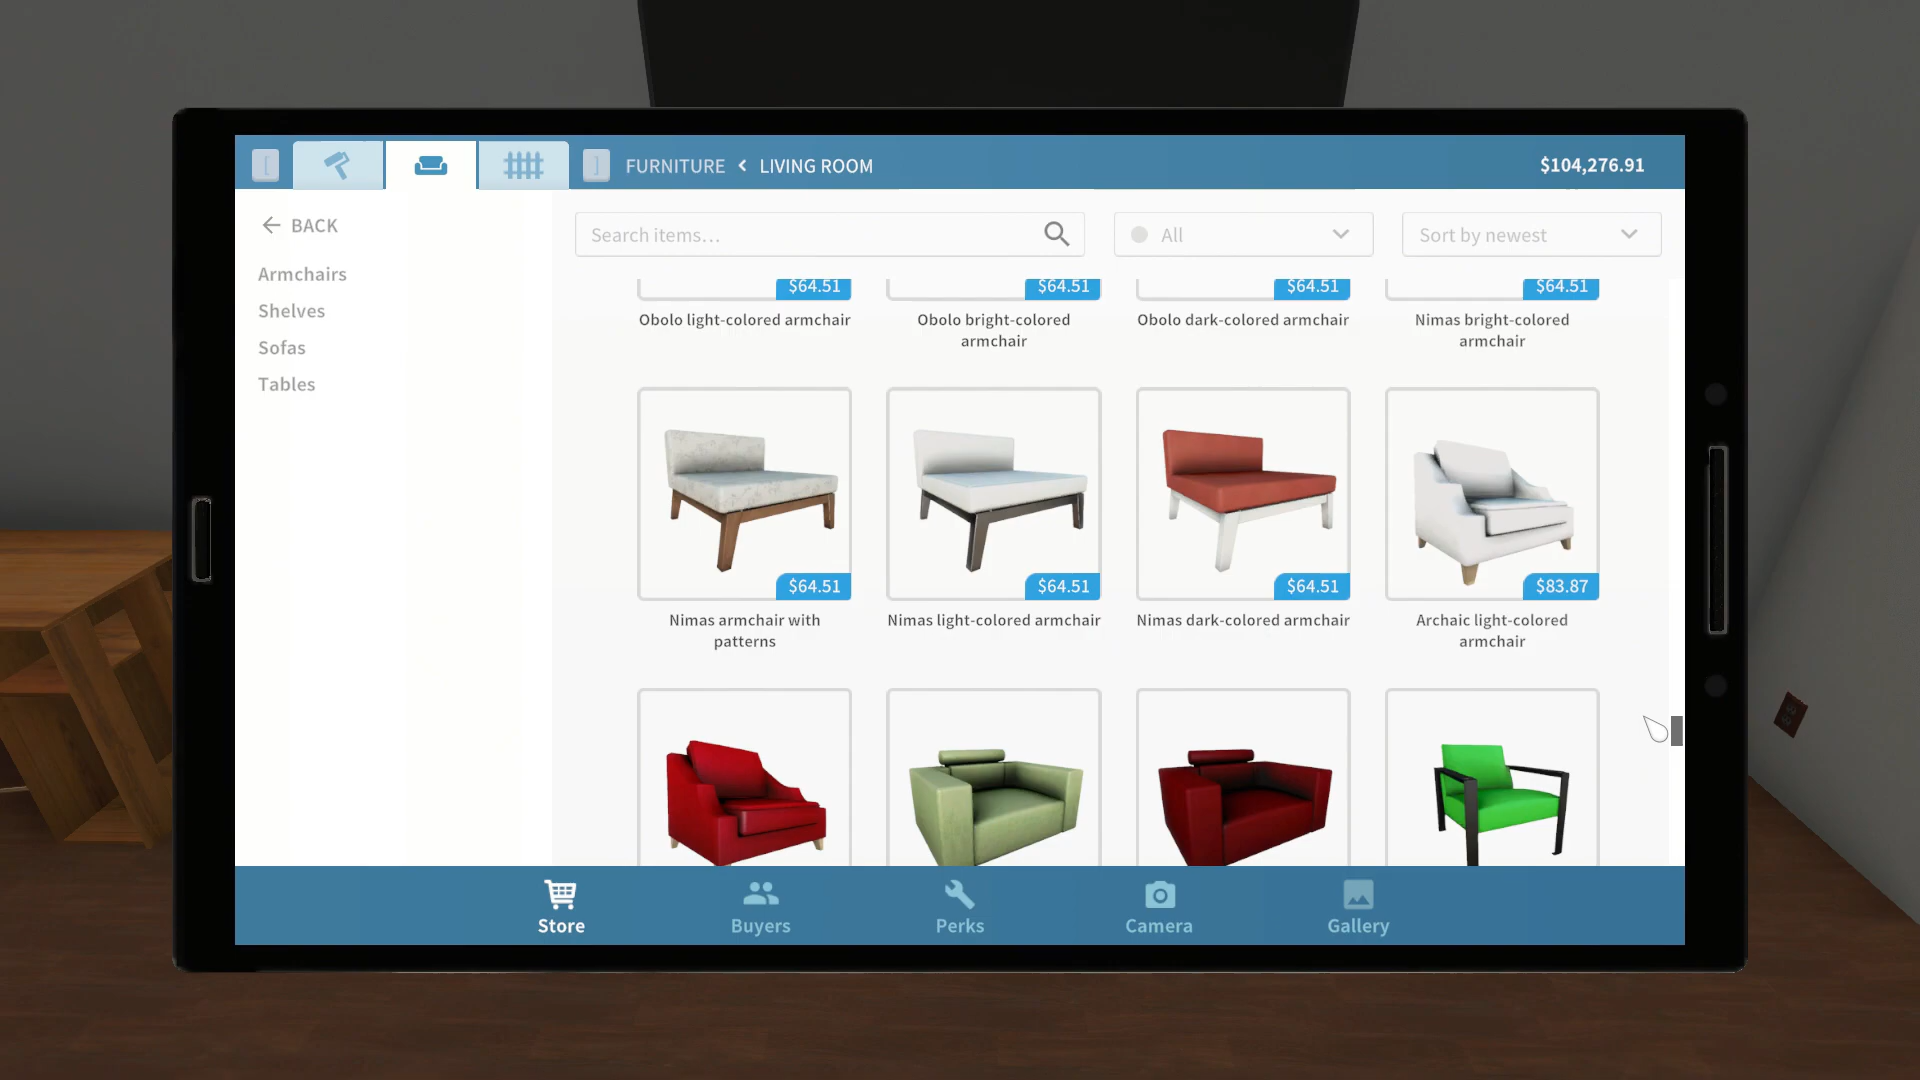 [
]
FURNITURE < LIVING ROOM
$104,276.91
BACK
Search items...
All
Sort by newest
Armchairs
Shelves
Sofas
Tables
$64.51
$64.51
$64.51
$64.51
Obolo light-colored armchair
Obolo bright-colored
armchair
Obolo dark-colored armchair
Nimas bright-colored
armchair
$64.51
$64.51
$64.51
$83.87
Nimas armchair with
patterns
Nimas light-colored armchair
Nimas dark-colored armchair
Archaic light-colored
armchair
Store
Buyers
Perks
Camera
Gallery